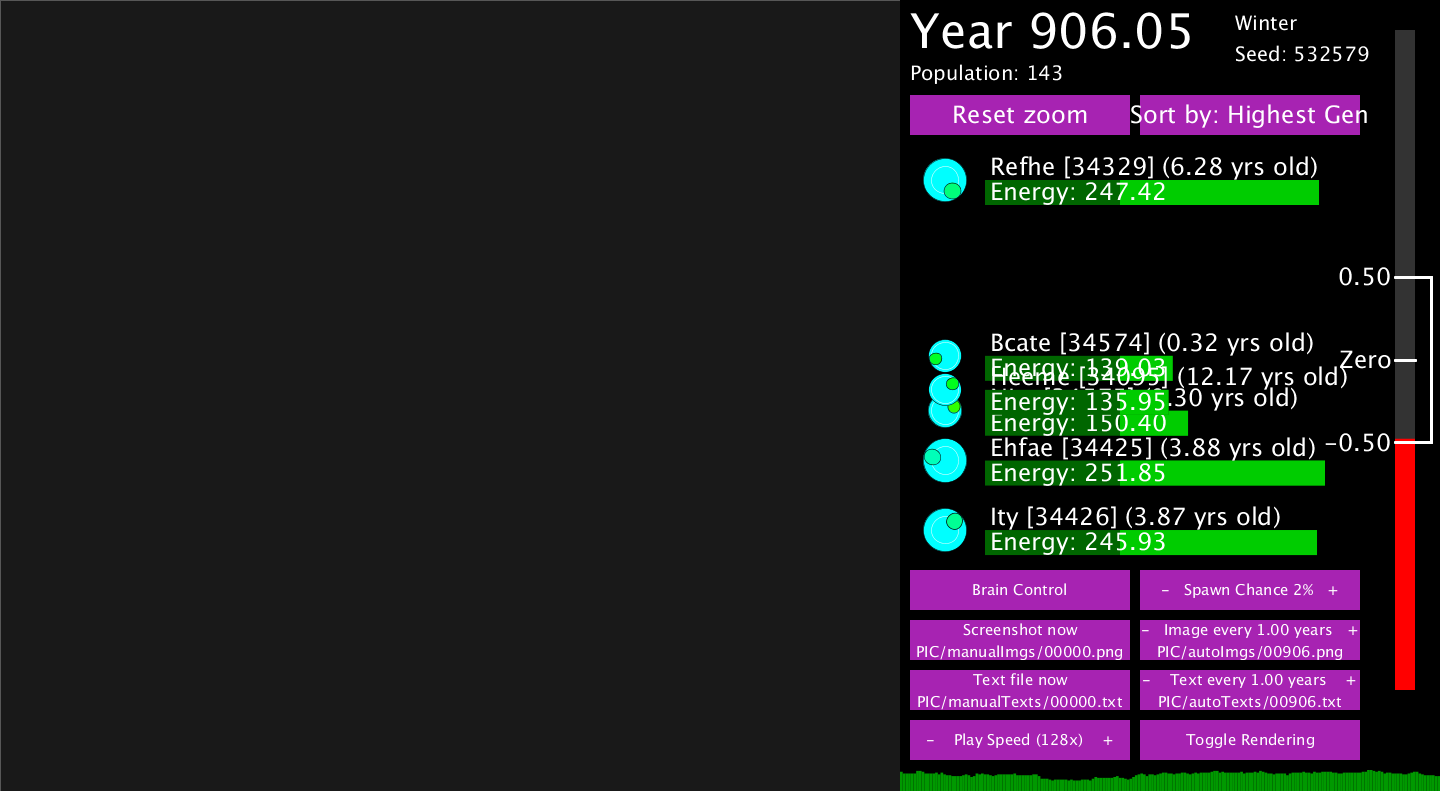 Year 906.05
Winter
Seed: 532579
Population: 143
Reset zoom
Sort by: Highest Gen
Refhe [34329] (6.28 yrs old)
Energy: 247.42
0.50
Bcate [34574] (0.32 yrs old)
Energy: 139.03
Zero
[34095] (12.17 yrs old)
Energy: 135.95
.30 yrs old)
Energy: 150.40
Ehfae [34425] (3.88 yrs old)
-0.50
Energy: 251.85
Ity [34426] (3.87 yrs old)
Energy: 245.93
Brain Control
- Spawn Chance 2% +
Screenshot now
PIC/manualImgs/00000.png
- Image every 1.00 years +
PIC/autoImgs/00906.png
Text file now
PIC/manualTexts/00000.txt
- Text every 1.00 years +
PIC/autoTexts/00906.txt
- Play Speed (128x) +
Toggle Rendering